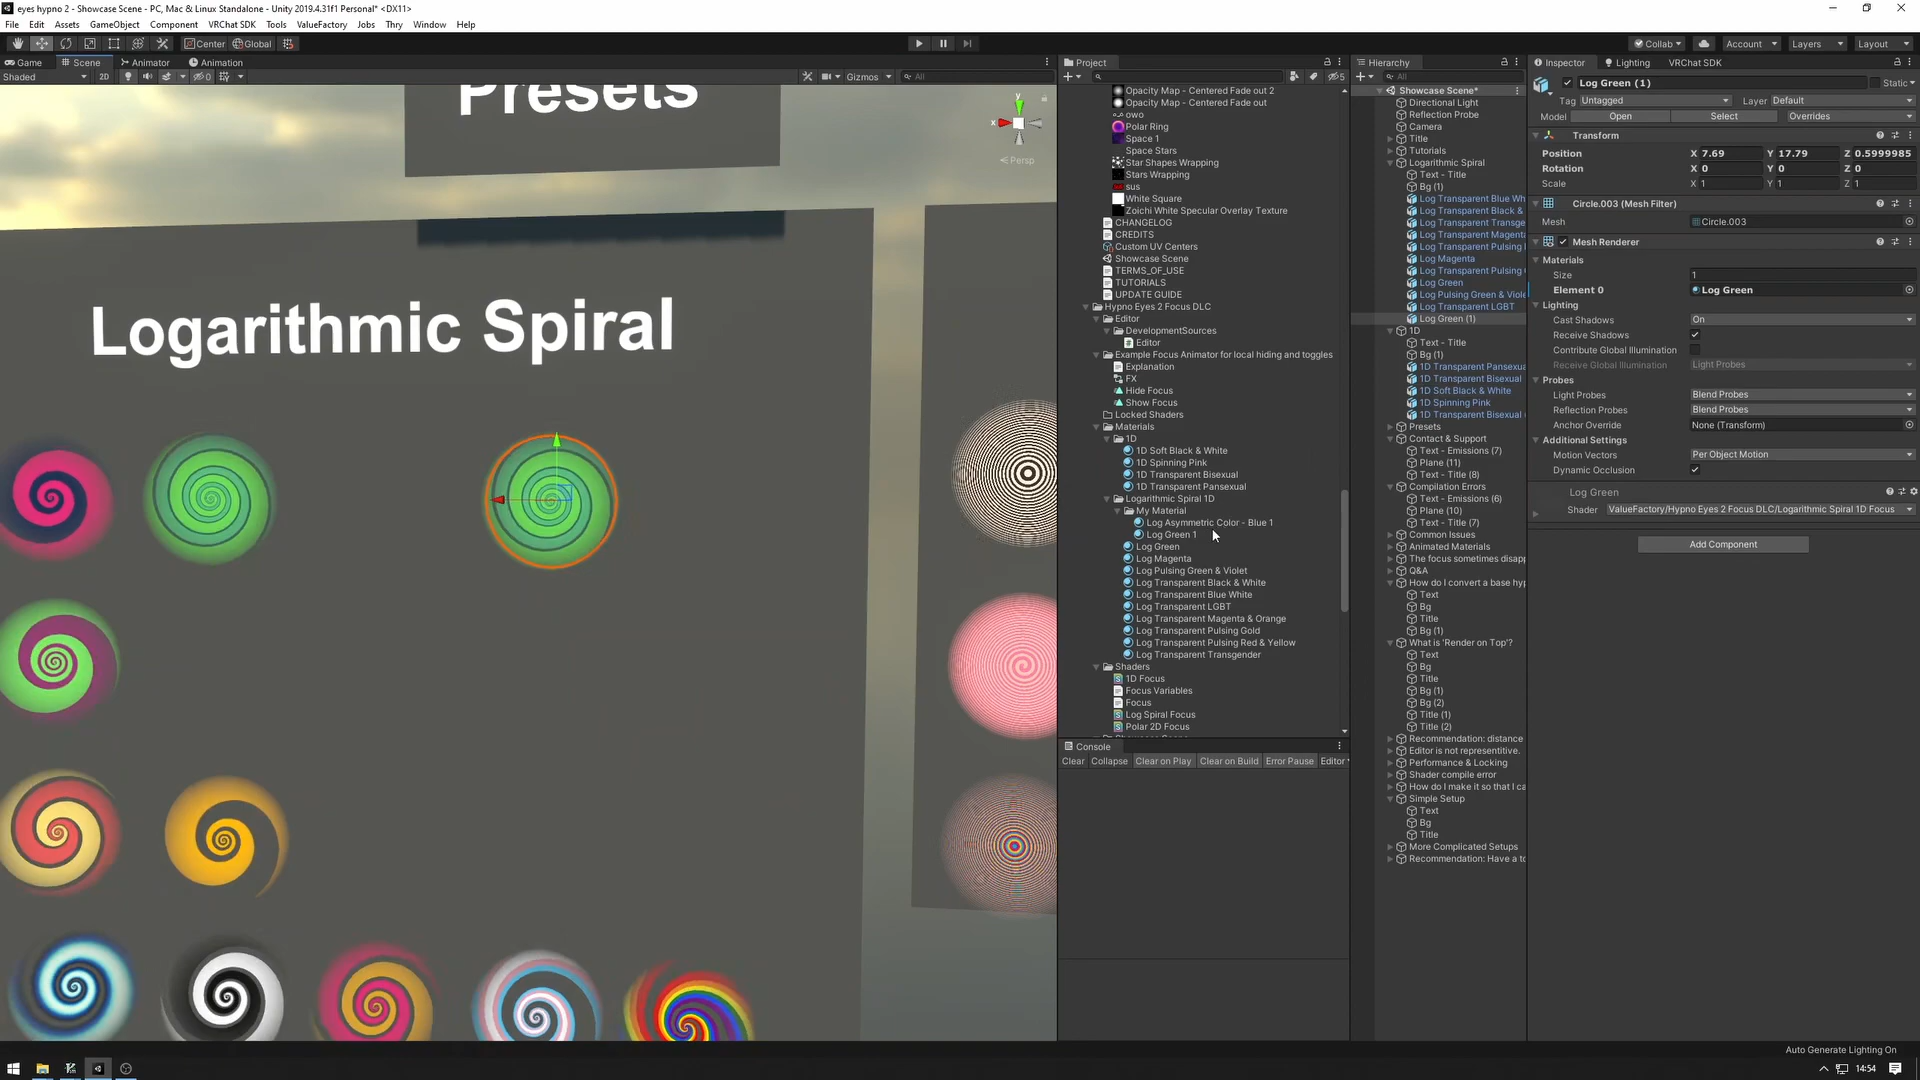 eyes hypno 2 - Showcase Scene - PC, Mac & Linux Standalone - Unity 2019.4.31f1 Personal* <DX11>
File Edit Assets GameObject Component VRChat SDK Tools ValueFactory Jobs Thry Window Help
Center Global
Collab Account Layers Layout
Game Scene Animator Animation
Shaded 2D 0 Gizmos All
Presets
y
x
Persp
Logarithmic Spiral
Project
5
Opacity Map - Centered Fade out 2
Opacity Map - Centered Fade out
owo
Polar Ring
Space 1
Space Stars
Star Shapes Wrapping
Stars Wrapping
sus
White Square
Zoichi White Specular Overlay Texture
CHANGELOG
CREDITS
Custom UV Centers
Showcase Scene
TERMS_OF_USE
TUTORIALS
UPDATE GUIDE
Hypno Eyes 2 Focus DLC
Editor
DevelopmentSources
Editor
Example Focus Animator for local hiding and toggles
Explanation
FX
Hide Focus
Show Focus
Locked Shaders
Materials
1D
1D Soft Black & White
1D Spinning Pink
1D Transparent Bisexual
1D Transparent Pansexual
Logarithmic Spiral 1D
My Material
Log Asymmetric Color - Blue 1
Log Green 1
Log Green
Log Magenta
Log Pulsing Green & Violet
Log Transparent Black & White
Log Transparent Blue White
Log Transparent LGBT
Log Transparent Magenta & Orange
Log Transparent Pulsing Gold
Log Transparent Pulsing Red & Yellow
Log Transparent Transgender
Shaders
1D Focus
Focus Variables
Focus
Log Spiral Focus
Polar 2D Focus
Console
Clear Collapse Clear on Play Clear on Build Error Pause Editor
Hierarchy
All
Showcase Scene*
Directional Light
Reflection Probe
Camera
Title
Tutorials
Logarithmic Spiral
Text - Title
Bg (1)
Log Transparent Blue Wh
Log Transparent Black &
Log Transparent Transge
Log Transparent Magenta
Log Transparent Pulsing
Log Magenta
Log Transparent Pulsing
Log Green
Log Pulsing Green & Viole
Log Transparent LGBT
Log Green (1)
1D
Text - Title
Bg (1)
1D Transparent Pansexua
1D Transparent Bisexual
1D Soft Black & White
1D Spinning Pink
1D Transparent Bisexual
Presets
Contact & Support
Text - Emissions (7)
Plane (11)
Text - Title (8)
Compilation Errors
Text - Emissions (6)
Plane (10)
Text - Title (7)
Common Issues
Animated Materials
The focus sometimes disapp
Q&A
How do I convert a base hyp
Text
Bg
Title
Bg (1)
What is 'Render on Top'?
Text
Bg
Title
Bg (1)
Bg (2)
Title (1)
Title (2)
Recommendation: distance
Editor is not representitive.
Performance & Locking
Shader compile error
How do I make it so that I ca
Simple Setup
Text
Bg
Title
More Complicated Setups
Recommendation: Have a to
Inspector Lighting VRChat SDK
Log Green (1) Static
Tag Untagged Layer Default
Model Open Select Overrides
Transform
Position X 7.69 Y 17.79 Z 0.5999985
Rotation X 0 Y 0 Z 0
Scale X 1 Y 1 Z 1
Circle.003 (Mesh Filter)
Mesh Circle.003
Mesh Renderer
Materials
Size 1
Element 0 Log Green
Lighting
Cast Shadows On
Receive Shadows
Contribute Global Illumination
Receive Global Illumination Light Probes
Probes
Light Probes Blend Probes
Reflection Probes Blend Probes
Anchor Override None (Transform)
Additional Settings
Motion Vectors Per Object Motion
Dynamic Occlusion
Log Green
Shader ValueFactory/Hypno Eyes 2 Focus DLC/Logarithmic Spiral 1D Focus
Add Component
Auto Generate Lighting On
14:54